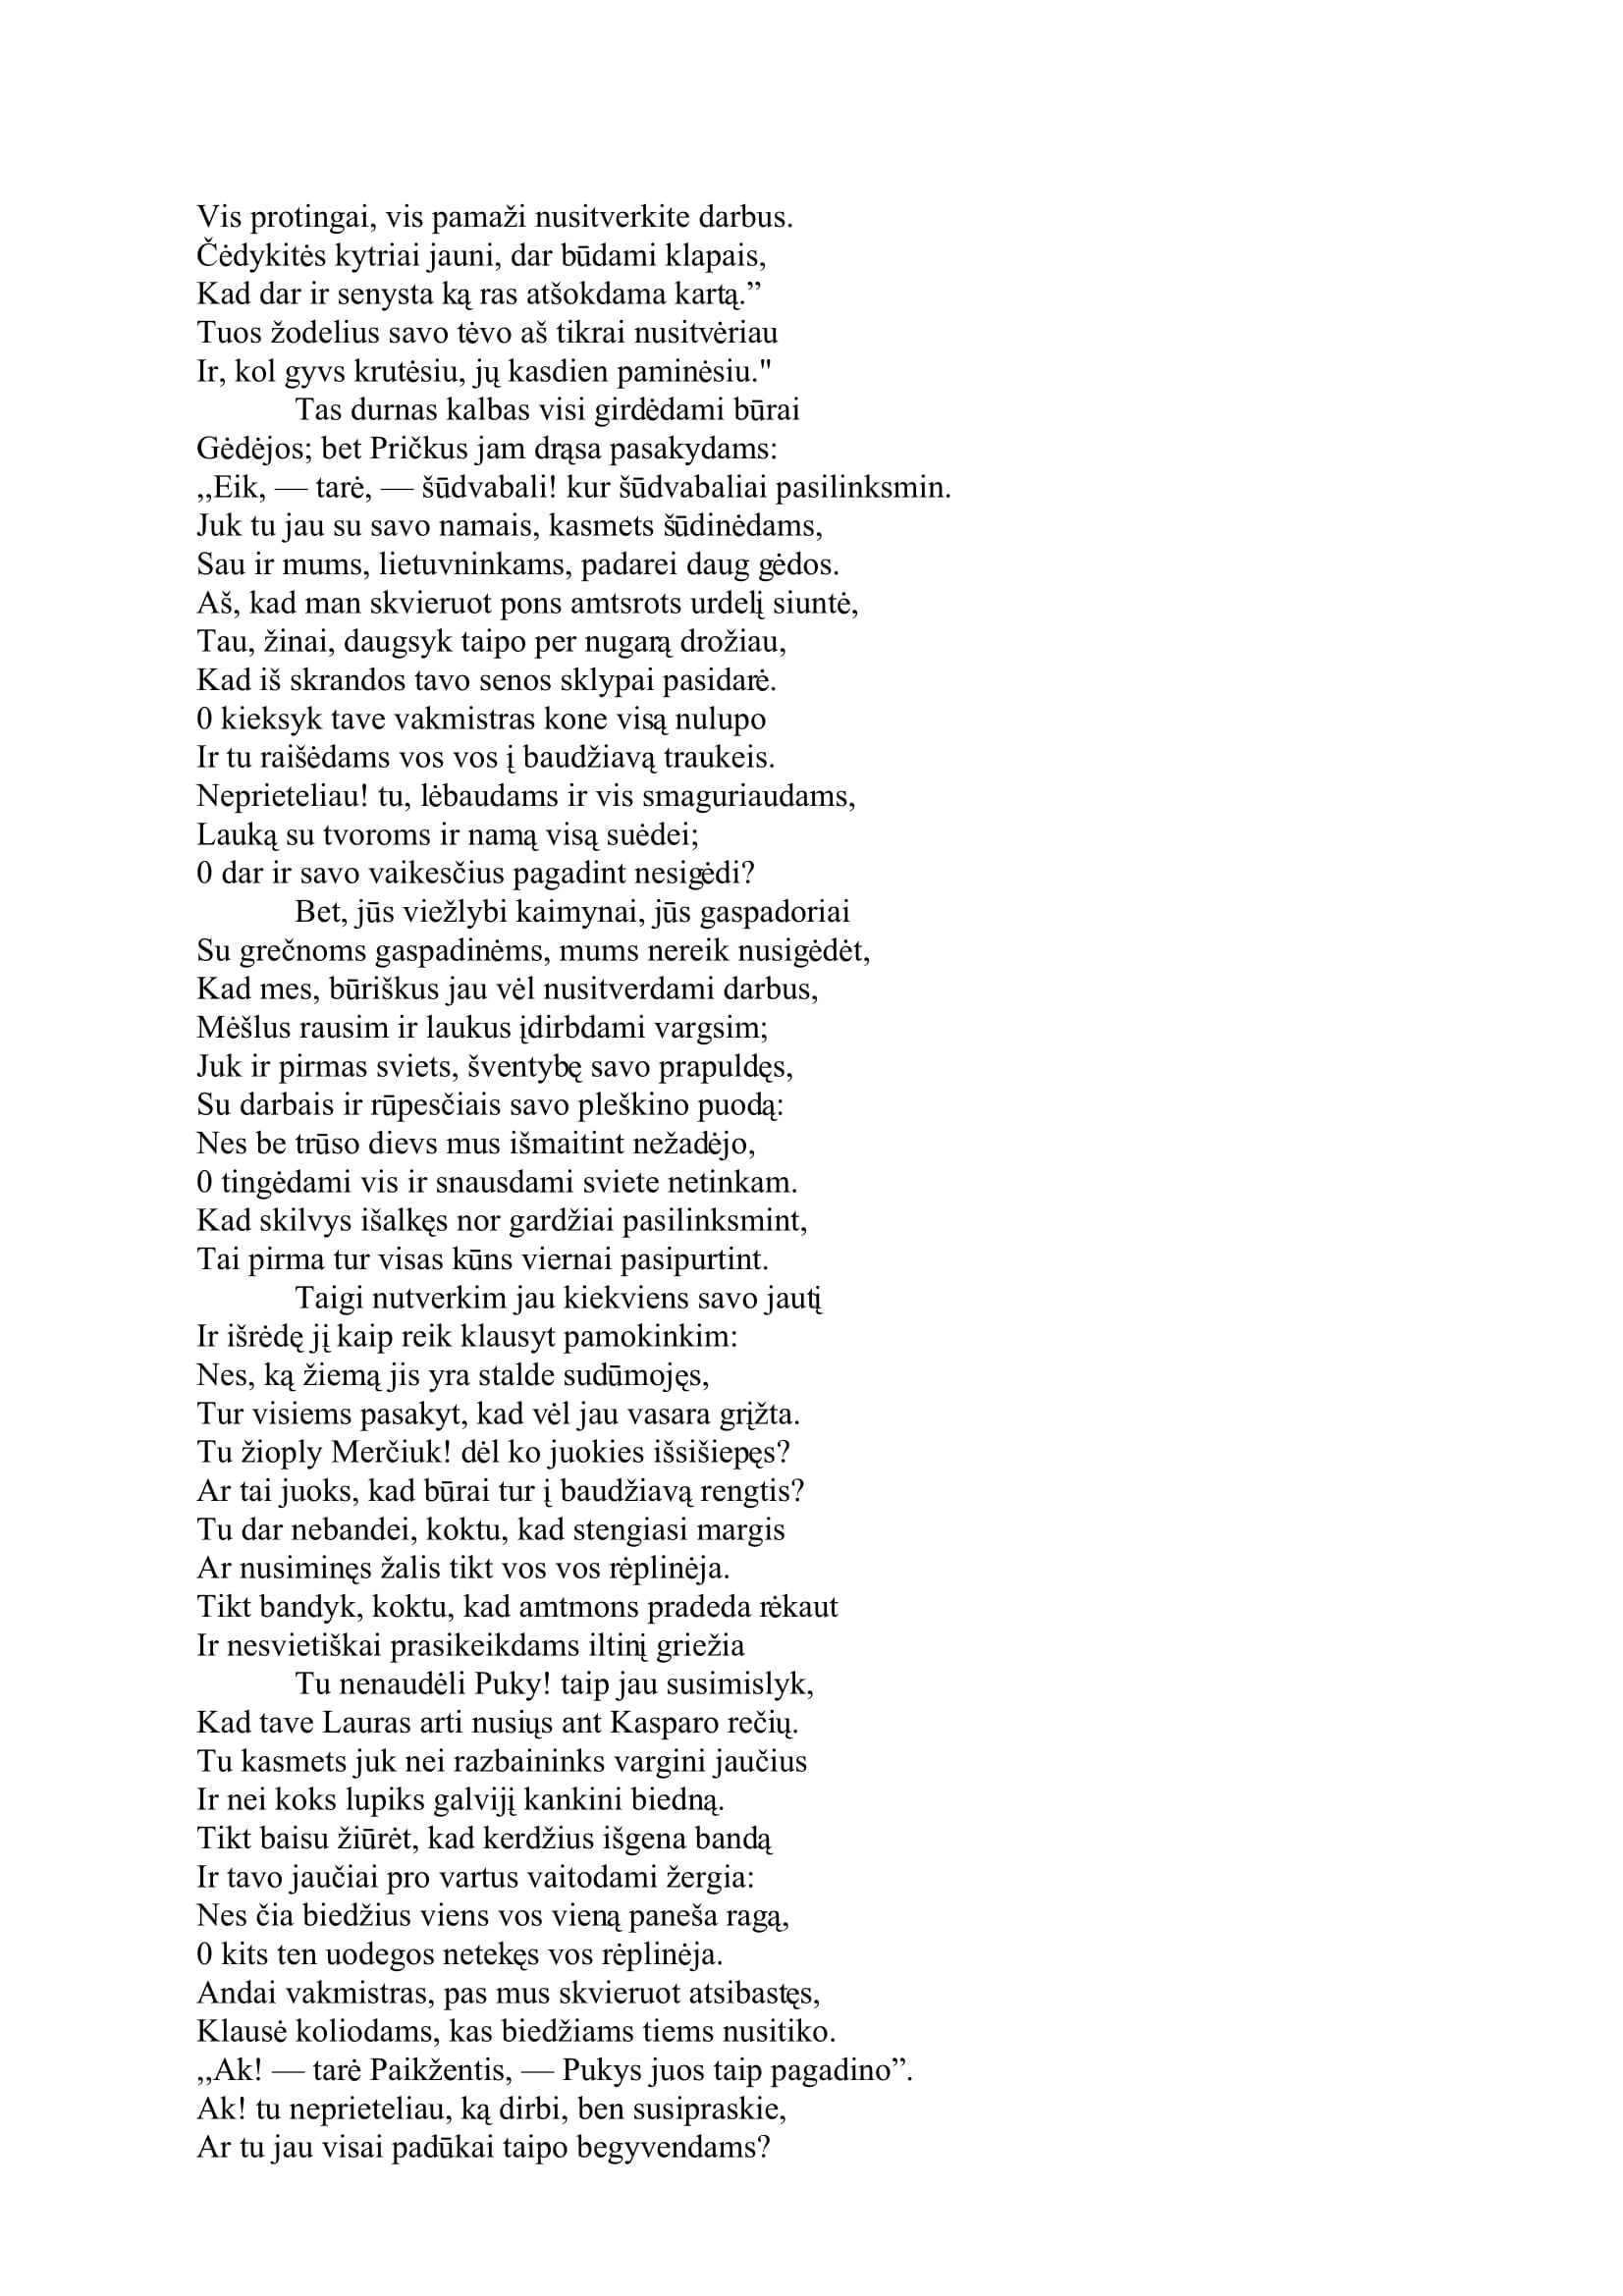 Vis protingai, vis pamaži nusitverkite darbus.
Čėdykitės kytriai jauni, dar būdami klapais,
Kad dar ir senysta ką ras atšokdama kartą.”
Tuos žodelius savo tėvo aš tikrai nusitvėriau
Ir, kol gyvs krutėsiu, jų kasdien paminėsiu."
Tas durnas kalbas visi girdėdami būrai
Gėdėjos; bet Pričkus jam drąsa pasakydams:
,,Eik, — tarė, — šūdvabali! kur šūdvabaliai pasilinksmin.
Juk tu jau su savo namais, kasmets šūdinėdams,
Sau ir mums, lietuvninkams, padarei daug gėdos.
Aš, kad man skvieruot pons amtsrots urdelį siuntė,
Tau, žinai, daugsyk taipo per nugarą drožiau,
Kad iš skrandos tavo senos sklypai pasidarė.
0 kieksyk tave vakmistras kone visą nulupo
Ir tu raišėdams vos vos į baudžiavą traukeis.
Neprieteliau! tu, lėbaudams ir vis smaguriaudams,
Lauką su tvoroms ir namą visą suėdei;
0 dar ir savo vaikesčius pagadint nesigėdi?
Bet, jūs viežlybi kaimynai, jūs gaspadoriai
Su grečnoms gaspadinėms, mums nereik nusigėdėt,
Kad mes, būriškus jau vėl nusitverdami darbus,
Mėšlus rausim ir laukus įdirbdami vargsim;
Juk ir pirmas sviets, šventybę savo prapuldęs,
Su darbais ir rūpesčiais savo pleškino puodą:
Nes be trūso dievs mus išmaitint nežadėjo,
0 tingėdami vis ir snausdami sviete netinkam.
Kad skilvys išalkęs nor gardžiai pasilinksmint,
Tai pirma tur visas kūns viernai pasipurtint.
Taigi nutverkim jau kiekviens savo jautį
Ir išrėdę jį kaip reik klausyt pamokinkim:
Nes, ką žiemą jis yra stalde sudūmojęs,
Tur visiems pasakyt, kad vėl jau vasara grįžta.
Tu žioply Merčiuk! dėl ko juokies išsišiepęs?
Ar tai juoks, kad būrai tur į baudžiavą rengtis?
Tu dar nebandei, koktu, kad stengiasi margis
Ar nusiminęs žalis tikt vos vos rėplinėja.
Tikt bandyk, koktu, kad amtmons pradeda rėkaut
Ir nesvietiškai prasikeikdams iltinį griežia
Tu nenaudėli Puky! taip jau susimislyk,
Kad tave Lauras arti nusiųs ant Kasparo rečių.
Tu kasmets juk nei razbaininks vargini jaučius
Ir nei koks lupiks galvijį kankini biedną.
Tikt baisu žiūrėt, kad kerdžius išgena bandą
Ir tavo jaučiai pro vartus vaitodami žergia:
Nes čia biedžius viens vos vieną paneša ragą,
0 kits ten uodegos netekęs vos rėplinėja.
Andai vakmistras, pas mus skvieruot atsibastęs,
Klausė koliodams, kas biedžiams tiems nusitiko.
,,Ak! — tarė Paikžentis, — Pukys juos taip pagadino”.
Ak! tu neprieteliau, ką dirbi, ben susipraskie,
Ar tu jau visai padūkai taipo begyvendams?